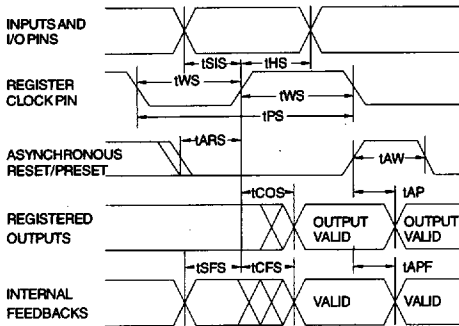 INPUTS AND
I/O PINS
tSIS
tHS
REGISTER
CLOCK PIN
tWS
tWS
tPS
ASYNCHRONOUS
RESET/PRESET
tARS
tAW
tCOS
tAP
REGISTERED
OUTPUTS
OUTPUT
VALID
OUTPUT
VALID
tSFS
tCFS
tAPF
INTERNAL
FEEDBACKS
VALID
VALID